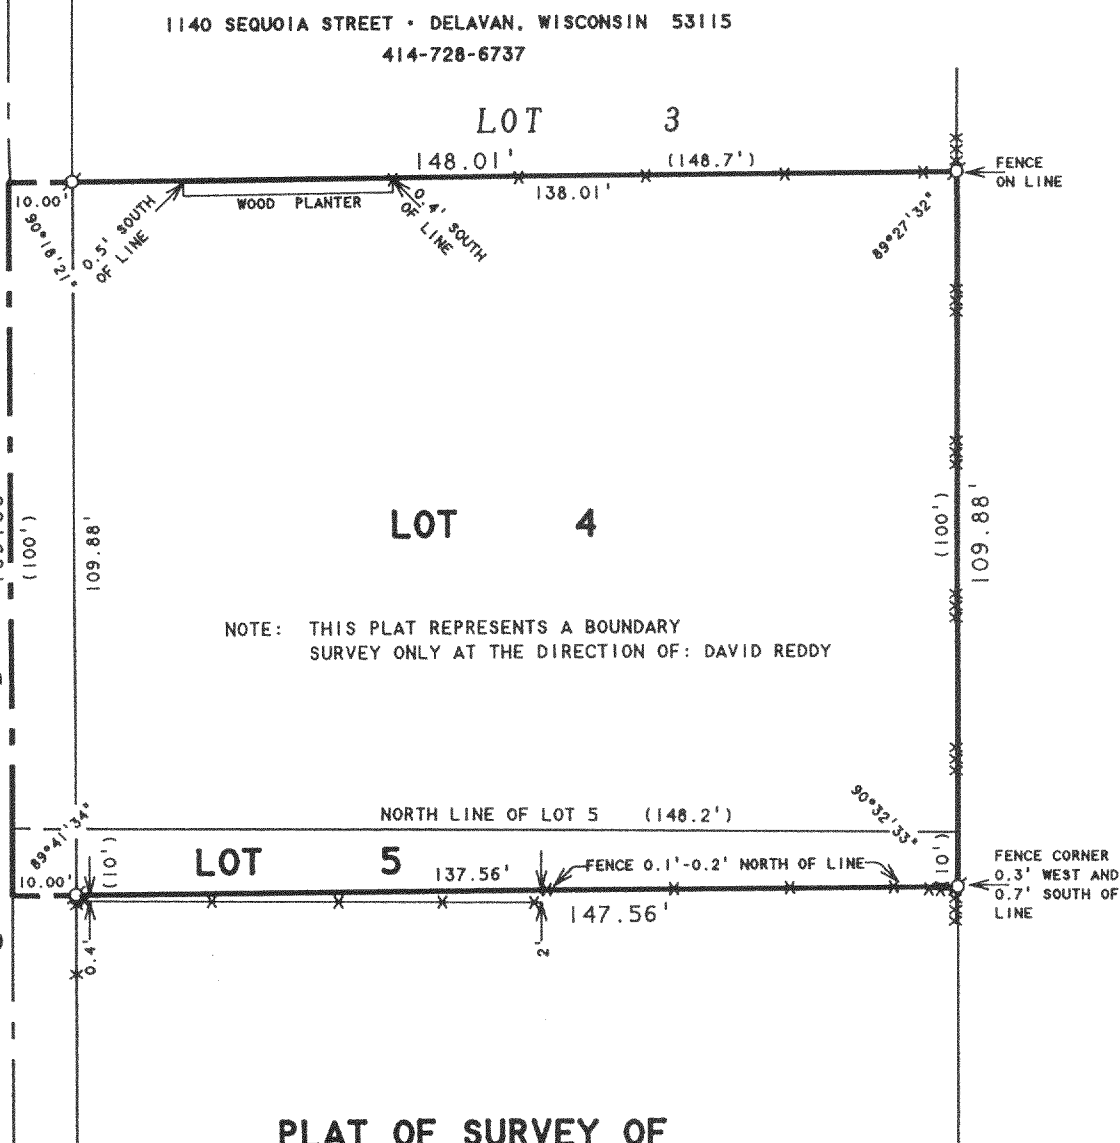 1140 SEQUOIA STREET · DELAVAN, WISCONSIN 53115
414-728-6737
LOT 3
148.01' (148.7')
138.01'
FENCE
ON LINE
10.00'
WOOD PLANTER
90°18'21"
0.5' SOUTH
OF LINE
0.4' SOUTH
OF LINE
89°27'32"
(100')
109.88'
LOT 4
(100')
109.88'
NOTE: THIS PLAT REPRESENTS A BOUNDARY
SURVEY ONLY AT THE DIRECTION OF: DAVID REDDY
NORTH LINE OF LOT 5 (148.2')
89°41'34"
90°32'33"
(10')
LOT 5
137.56'
FENCE 0.1'-0.2' NORTH OF LINE
10')
FENCE CORNER
0.3' WEST AND
0.7' SOUTH OF
LINE
10.00'
147.56'
0.4'
2'
PLAT OF SURVEY OF